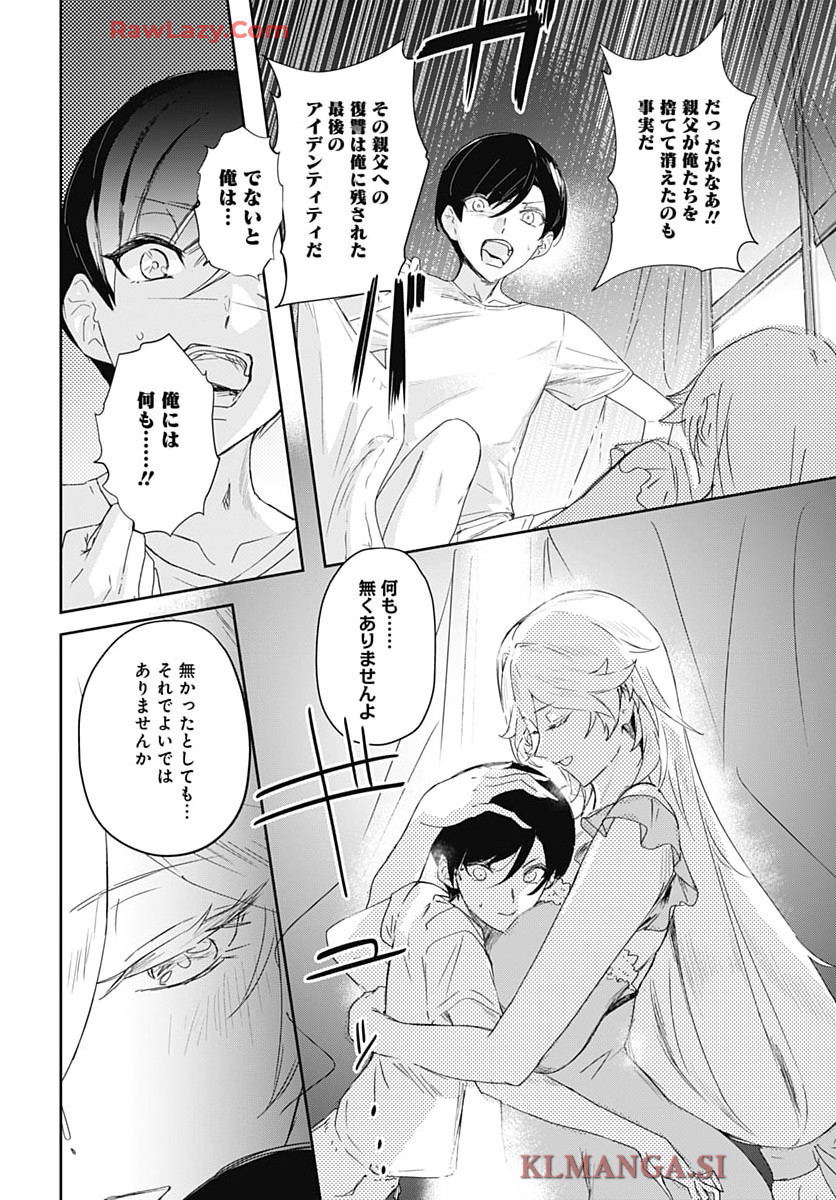 RawLazy.Com
だっだがなあ!!
親父が俺たちを
捨てて消えたのも
事実だ
その親父への
復讐は俺に残された
最後の
アイデンティティだ
でないと
俺は…
俺には
何も……!!
何も……
無くありませんよ
無かったとしても…
それでよいでは
ありませんか
ギュ
KLMANGA.SI